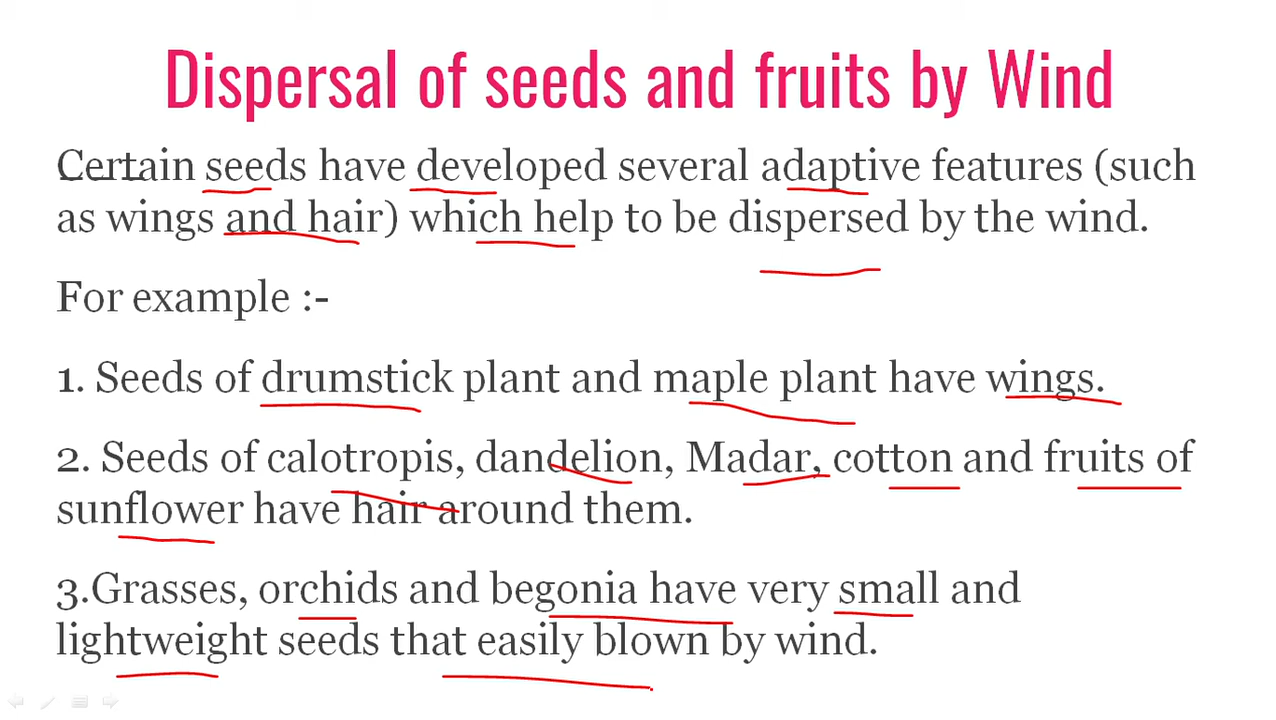 Dispersal of seeds and fruits by Wind
Certain seeds have developed several adaptive features (such
as wings and hair) which help to be dispersed by the wind.
For example :-
1. Seeds of drumstick plant and maple plant have wings.
2. Seeds of calotropis, dandelion, Madar, cotton and fruits of
sunflower have hair around them.
3.Grasses, orchids and begonia have very small and
lightweight seeds that easily blown by wind.